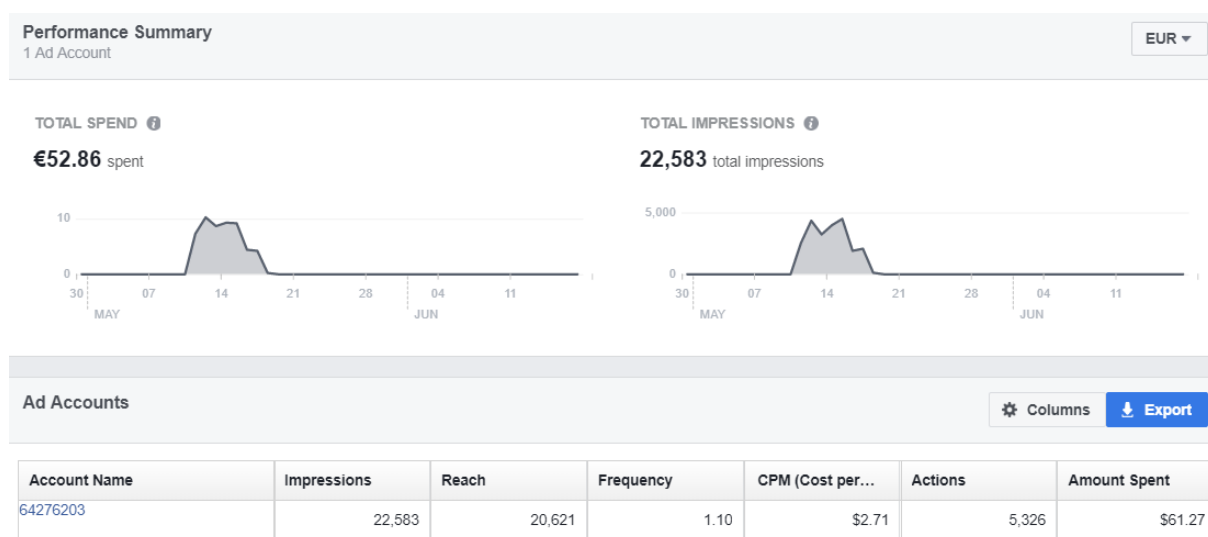 Performance Summary
1 Ad Account
EUR
TOTAL SPEND
€52.86 spent
10
0
30 07 14 21 28 04 11
MAY JUN
TOTAL IMPRESSIONS
22,583 total impressions
5,000
0
30 07 14 21 28 04 11
MAY JUN
Ad Accounts
Columns Export
Account Name Impressions Reach Frequency CPM (Cost per... Actions Amount Spent
64276203 22,583 20,621 1.10 $2.71 5,326 $61.27